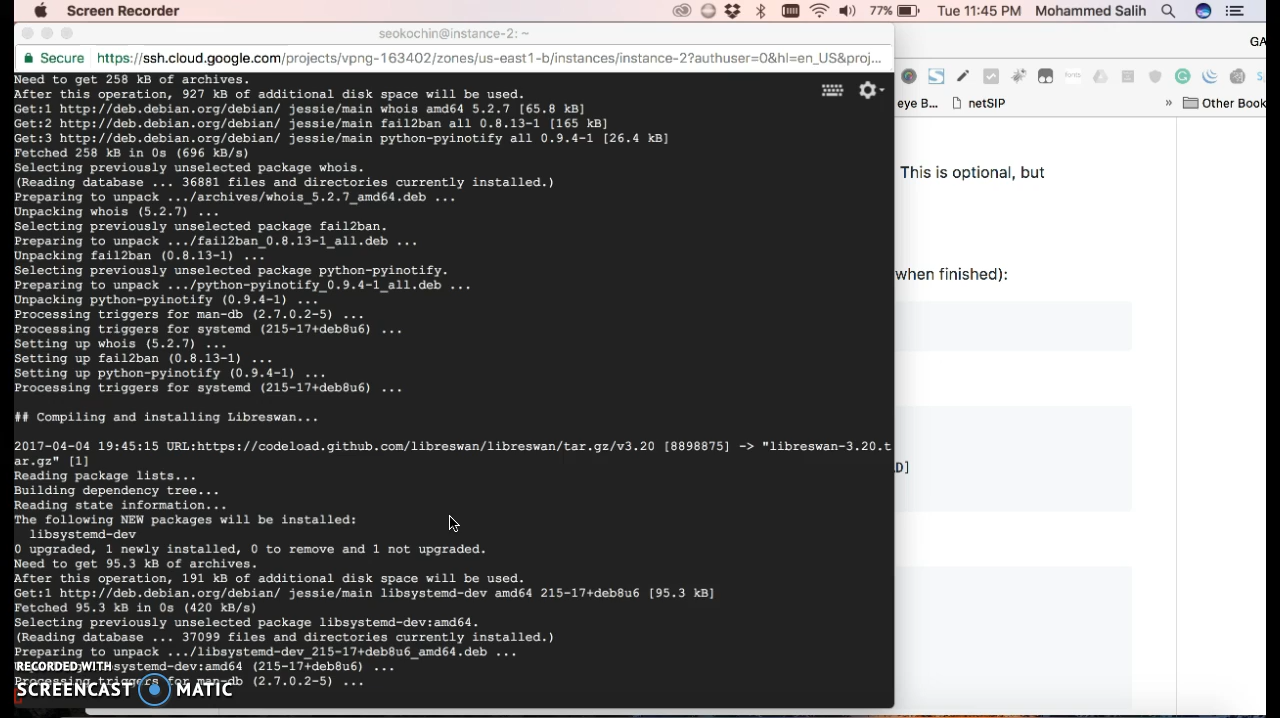 Screen Recorder 77% Tue 11:45 PM Mohammed Salih
seokochin@instance-2: ~
GA
Secure https://ssh.cloud.google.com/projects/vpng-163402/zones/us-east1-b/instances/instance-2?authuser=0&hl=en_US&proj...
eye B... netSIP » Other Book
Need to get 258 kB of archives.
After this operation, 927 kB of additional disk space will be used.
Get:1 http://deb.debian.org/debian/ jessie/main whois amd64 5.2.7 [65.8 kB]
Get:2 http://deb.debian.org/debian/ jessie/main fail2ban all 0.8.13-1 [165 kB]
Get:3 http://deb.debian.org/debian/ jessie/main python-pyinotify all 0.9.4-1 [26.4 kB]
Fetched 258 kB in 0s (696 kB/s)
Selecting previously unselected package whois.
(Reading database ... 36881 files and directories currently installed.)
Preparing to unpack .../archives/whois_5.2.7_amd64.deb ...
Unpacking whois (5.2.7) ...
Selecting previously unselected package fail2ban.
Preparing to unpack .../fail2ban_0.8.13-1_all.deb ...
Unpacking fail2ban (0.8.13-1) ...
Selecting previously unselected package python-pyinotify.
Preparing to unpack .../python-pyinotify_0.9.4-1_all.deb ...
Unpacking python-pyinotify (0.9.4-1) ...
Processing triggers for man-db (2.7.0.2-5) ...
Processing triggers for systemd (215-17+deb8u6) ...
Setting up whois (5.2.7) ...
Setting up fail2ban (0.8.13-1) ...
Setting up python-pyinotify (0.9.4-1) ...
Processing triggers for systemd (215-17+deb8u6) ...
## Compiling and installing Libreswan...
2017-04-04 19:45:15 URL:https://codeload.github.com/libreswan/libreswan/tar.gz/v3.20 [8898875] -> "libreswan-3.20.t
ar.gz" [1]
Reading package lists...
Building dependency tree...
Reading state information...
The following NEW packages will be installed:
libsystemd-dev
0 upgraded, 1 newly installed, 0 to remove and 1 not upgraded.
Need to get 95.3 kB of archives.
After this operation, 191 kB of additional disk space will be used.
Get:1 http://deb.debian.org/debian/ jessie/main libsystemd-dev amd64 215-17+deb8u6 [95.3 kB]
Fetched 95.3 kB in 0s (420 kB/s)
Selecting previously unselected package libsystemd-dev:amd64.
(Reading database ... 37099 files and directories currently installed.)
Preparing to unpack .../libsystemd-dev_215-17+deb8u6_amd64.deb ...
systemd-dev:amd64 (215-17+deb8u6) ...
Processing triggers for man-db (2.7.0.2-5) ...
This is optional, but
when finished):
D]
RECORDED WITH
SCREENCAST MATIC